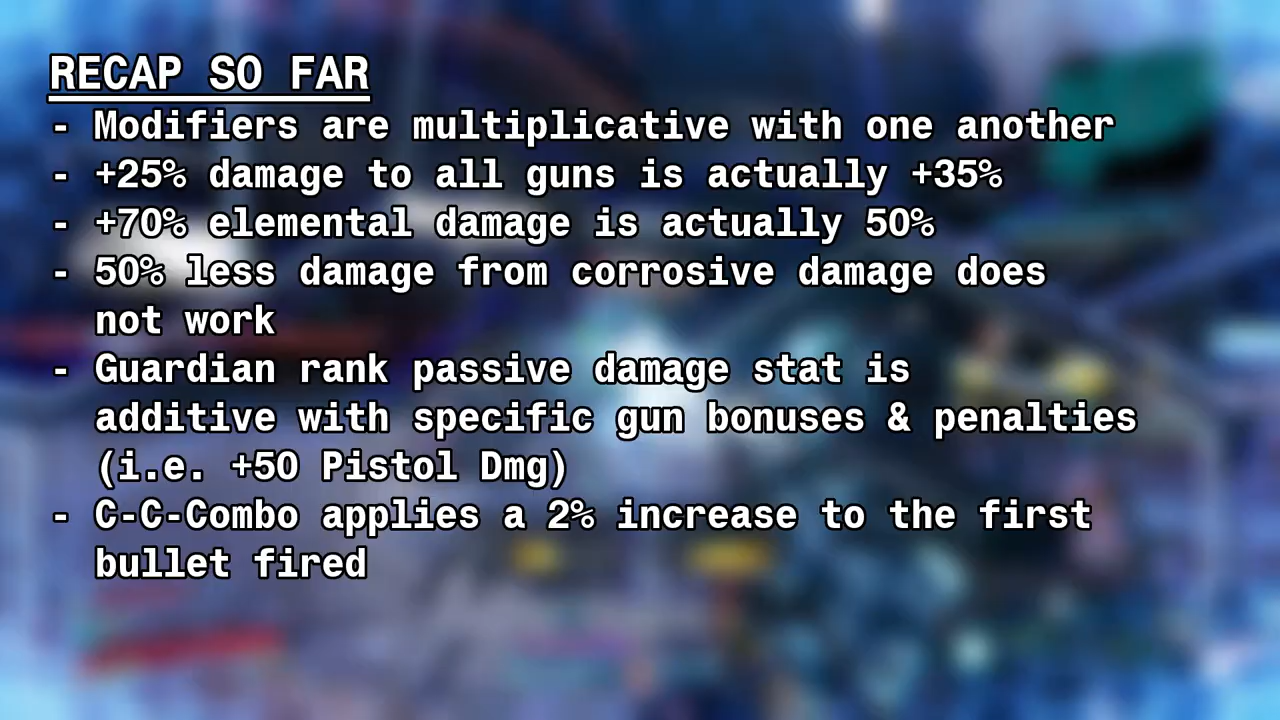 RECAP SO FAR
- Modifiers are multiplicative with one another
- +25% damage to all guns is actually +35%
- +70% elemental damage is actually 50%
- 50% less damage from corrosive damage does
not work
- Guardian rank passive damage stat is
additive with specific gun bonuses & penalties
(i.e. +50 Pistol Dmg)
- C-C-Combo applies a 2% increase to the first
bullet fired